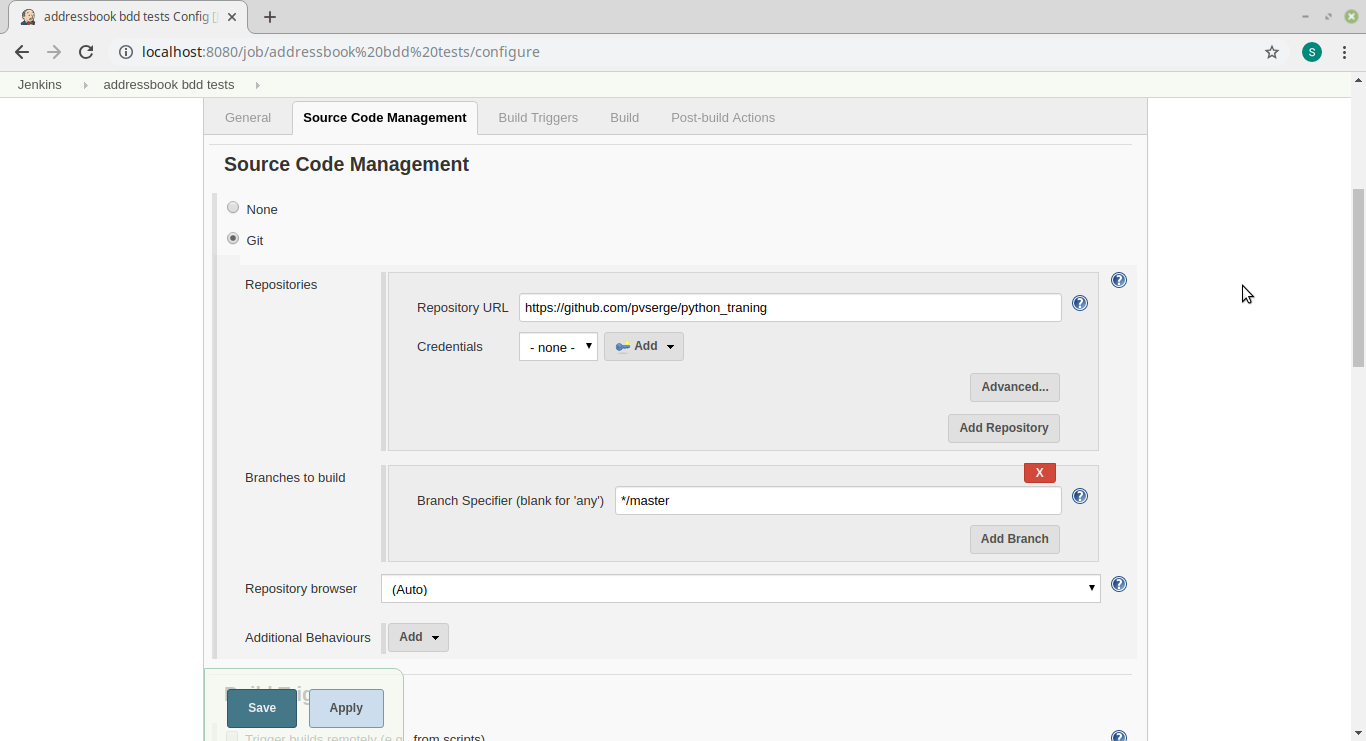 addressbook bdd tests Config [J
localhost:8080/job/addressbook%20bdd%20tests/configure
S
Jenkins addressbook bdd tests
General Source Code Management Build Triggers Build Post-build Actions
Source Code Management
None
Git
Repositories
Repository URL https://github.com/pvserge/python_traning
Credentials - none - Add
Advanced...
Add Repository
Branches to build
X
Branch Specifier (blank for 'any') */master
Add Branch
Repository browser (Auto)
Additional Behaviours Add
Build Trig
Save Apply
Trigger builds remotely (e.g from scripts)